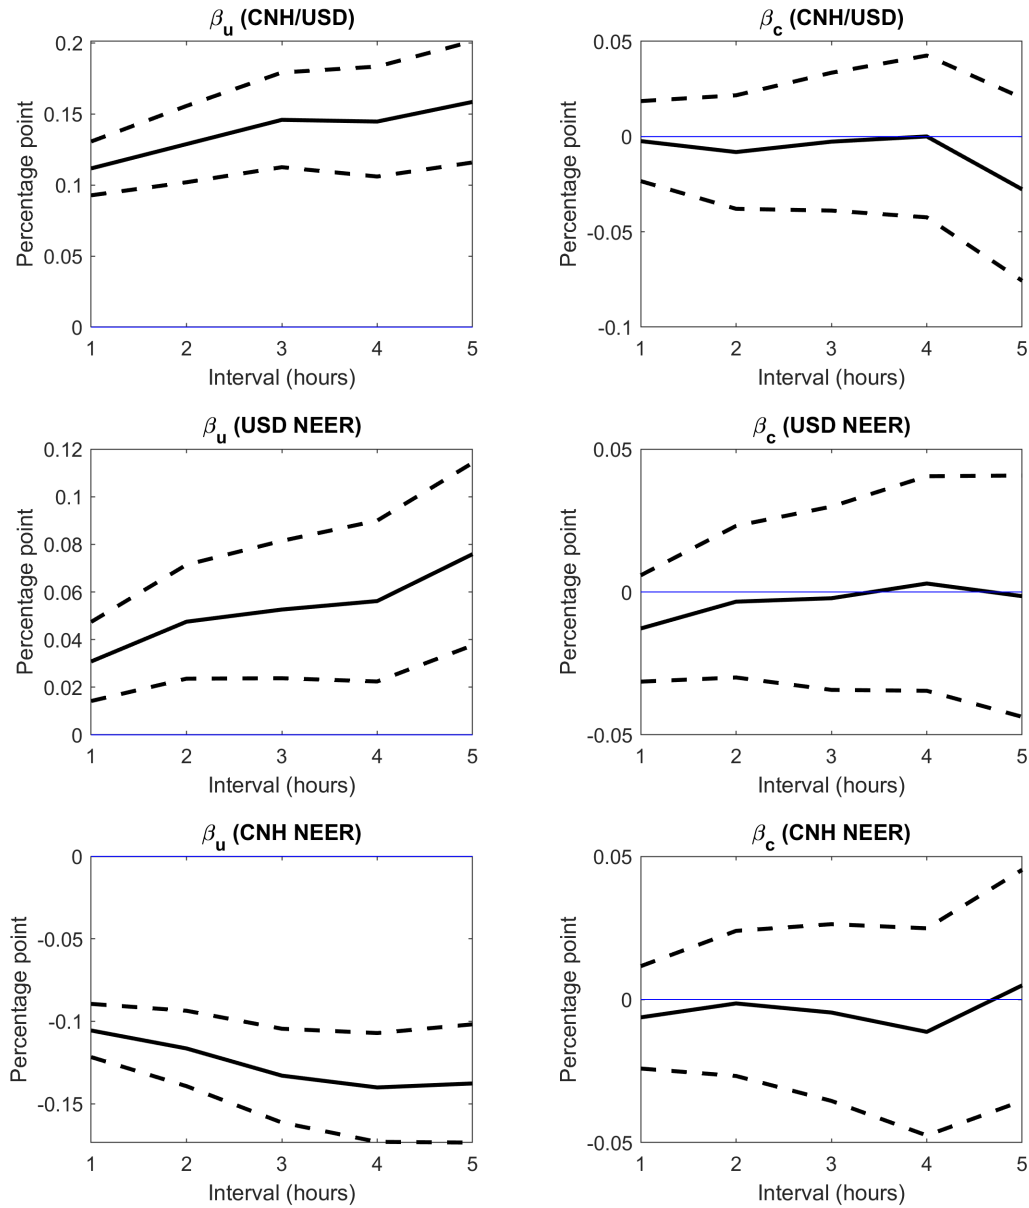 β_u (CNH/USD)
Percentage point
0.2
0.15
0.1
0.05
0
1 2 3 4 5
Interval (hours)
β_c (CNH/USD)
Percentage point
0.05
0
-0.05
-0.1
1 2 3 4 5
Interval (hours)
β_u (USD NEER)
Percentage point
0.12
0.1
0.08
0.06
0.04
0.02
0
1 2 3 4 5
Interval (hours)
β_c (USD NEER)
Percentage point
0.05
0
-0.05
1 2 3 4 5
Interval (hours)
β_u (CNH NEER)
Percentage point
0
-0.05
-0.1
-0.15
1 2 3 4 5
Interval (hours)
β_c (CNH NEER)
Percentage point
0.05
0
-0.05
1 2 3 4 5
Interval (hours)